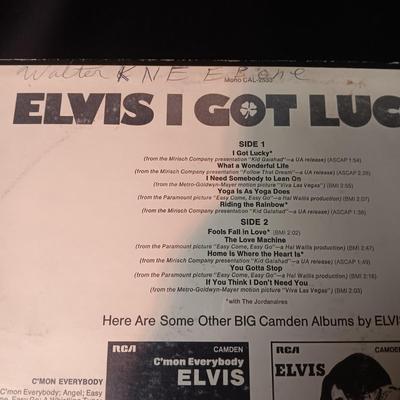 Walter K N E E B one
Mono CAL-2533
ELVIS I GOT LUC
SIDE 1
I Got Lucky*
(from the Mirisch Company presentation "Kid Galahad"—a UA release) (ASCAP 1:54)
What a Wonderful Life
(from the Mirisch Company presentation "Follow That Dream"—a UA release) (ASCAP 2:28)
I Need Somebody to Lean On
(from the Metro-Goldwyn-Mayer motion picture "Viva Las Vegas") (BMI 2:55)
Yoga Is As Yoga Does
(from the Paramount picture "Easy Come, Easy Go"—a Hal Wallis production) (BMI 2:07)
Riding the Rainbow*
(from the Mirisch Company presentation "Kid Galahad"—a UA release) (ASCAP 1:36)
SIDE 2
Fools Fall in Love* (BMI 2:02)
The Love Machine
(from the Paramount picture "Easy Come, Easy Go"—a Hal Wallis production) (BMI 2:47)
Home Is Where the Heart Is*
(from the Mirisch Company presentation "Kid Galahad"—a UA release) (ASCAP 1:49)
You Gotta Stop
(from the Paramount picture "Easy Come, Easy Go"—a Hal Wallis production) (BMI 2:16)
If You Think I Don't Need You
(from the Metro-Goldwyn-Mayer motion picture "Viva Las Vegas") (BMI 2:03)
*with The Jordanaires
Here Are Some Other BIG Camden Albums by ELVI
RCA CAMDEN
C'mon Everybody
ELVIS
RCA CAMDE
ELVIS
C'MON EVERYBODY
C'mon Everybody; Angel; Easy